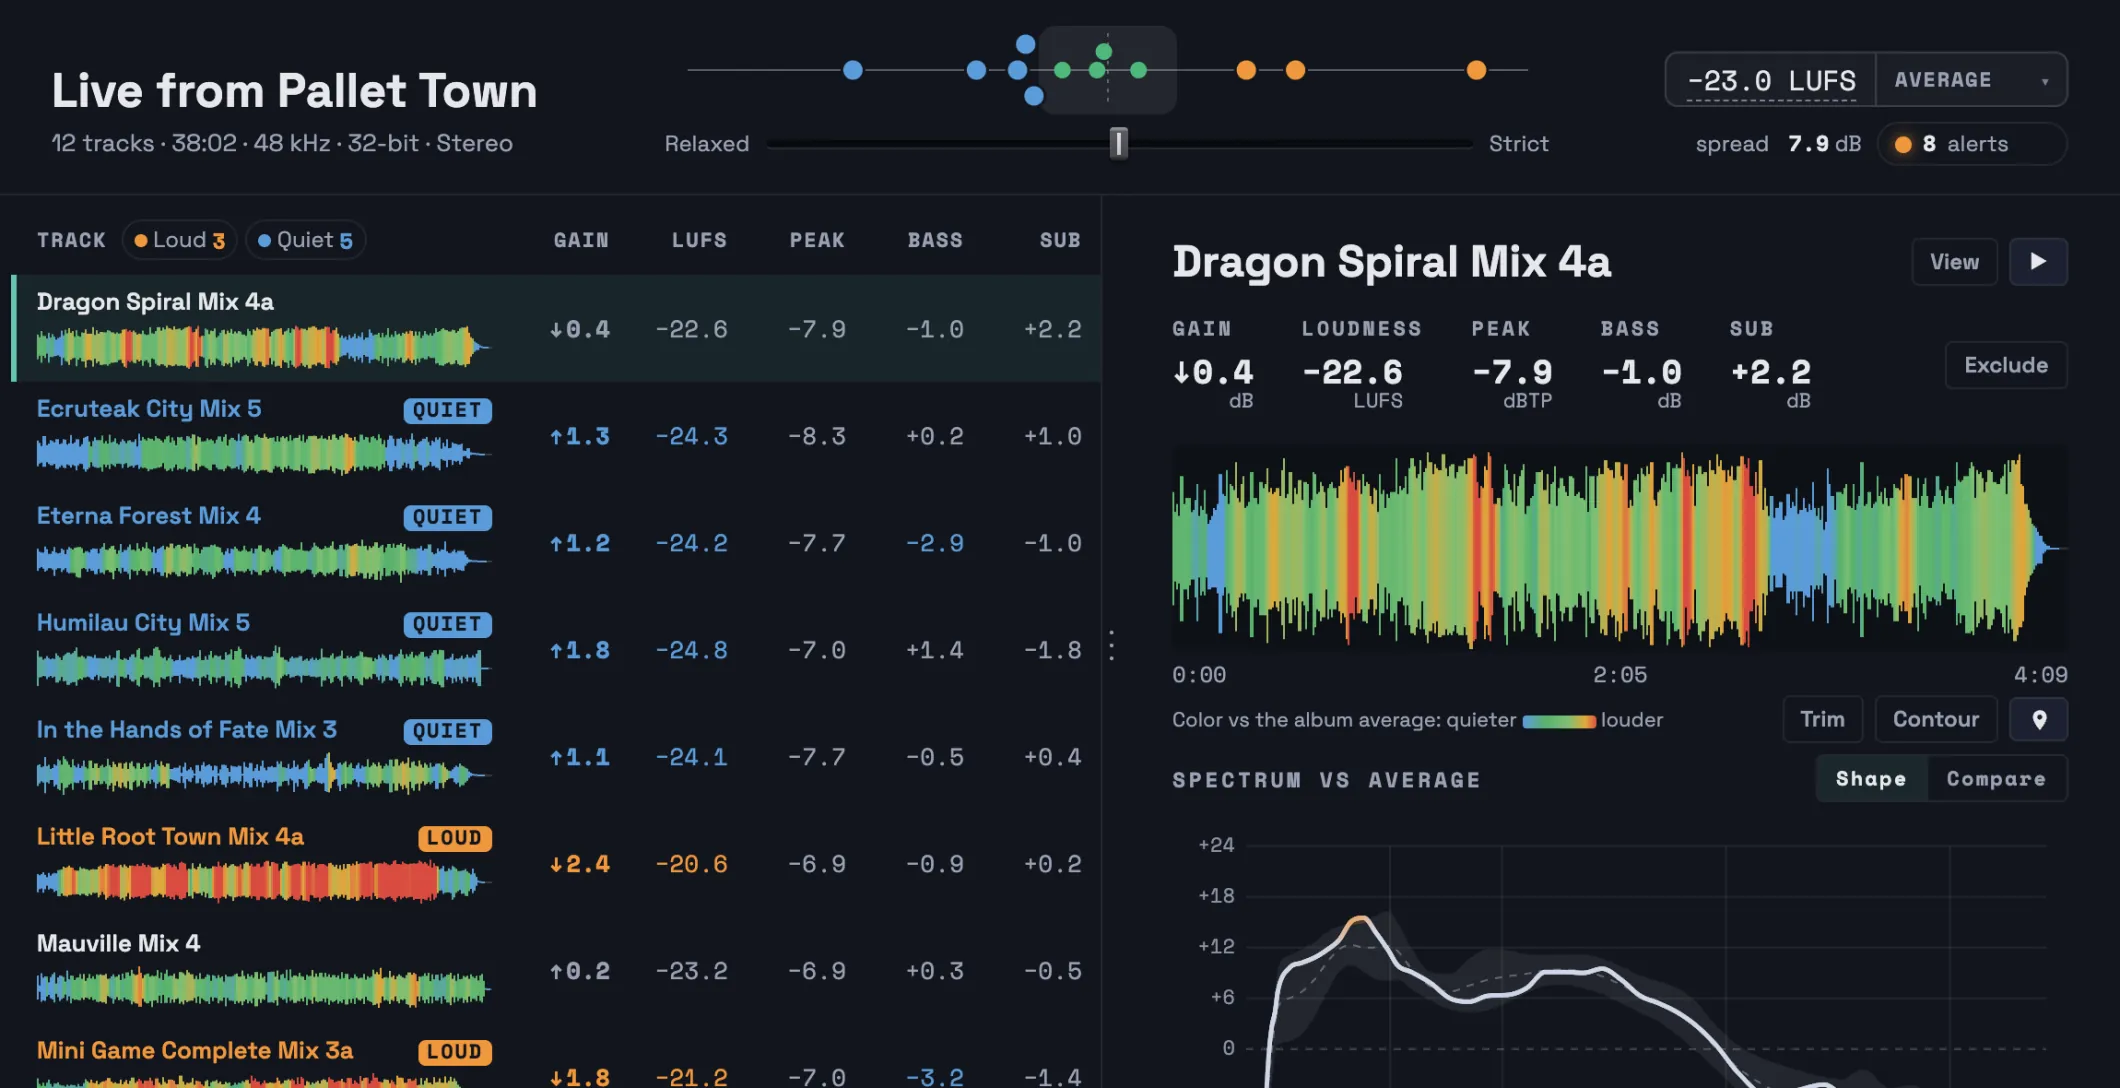 Live from Pallet Town
12 tracks · 38:02 · 48 kHz · 32-bit · Stereo
Relaxed
Strict
-23.0 LUFS AVERAGE
spread 7.9 dB 8 alerts
TRACK Loud 3 Quiet 5 GAIN LUFS PEAK BASS SUB
Dragon Spiral Mix 4a
↓0.4 -22.6 -7.9 -1.0 +2.2
Ecruteak City Mix 5 QUIET
↑1.3 -24.3 -8.3 +0.2 +1.0
Eterna Forest Mix 4 QUIET
↑1.2 -24.2 -7.7 -2.9 -1.0
Humilau City Mix 5 QUIET
↑1.8 -24.8 -7.0 +1.4 -1.8
In the Hands of Fate Mix 3 QUIET
↑1.1 -24.1 -7.7 -0.5 +0.4
Little Root Town Mix 4a LOUD
↓2.4 -20.6 -6.9 -0.9 +0.2
Mauville Mix 4
↑0.2 -23.2 -6.9 +0.3 -0.5
Mini Game Complete Mix 3a LOUD
↓1.8 -21.2 -7.0 -3.2 -1.4
Dragon Spiral Mix 4a
View
GAIN LOUDNESS PEAK BASS SUB
↓0.4 -22.6 -7.9 -1.0 +2.2
dB LUFS dBTP dB dB
Exclude
0:00 2:05 4:09
Color vs the album average: quieter louder
Trim Contour
SPECTRUM VS AVERAGE
Shape Compare
+24
+18
+12
+6
0